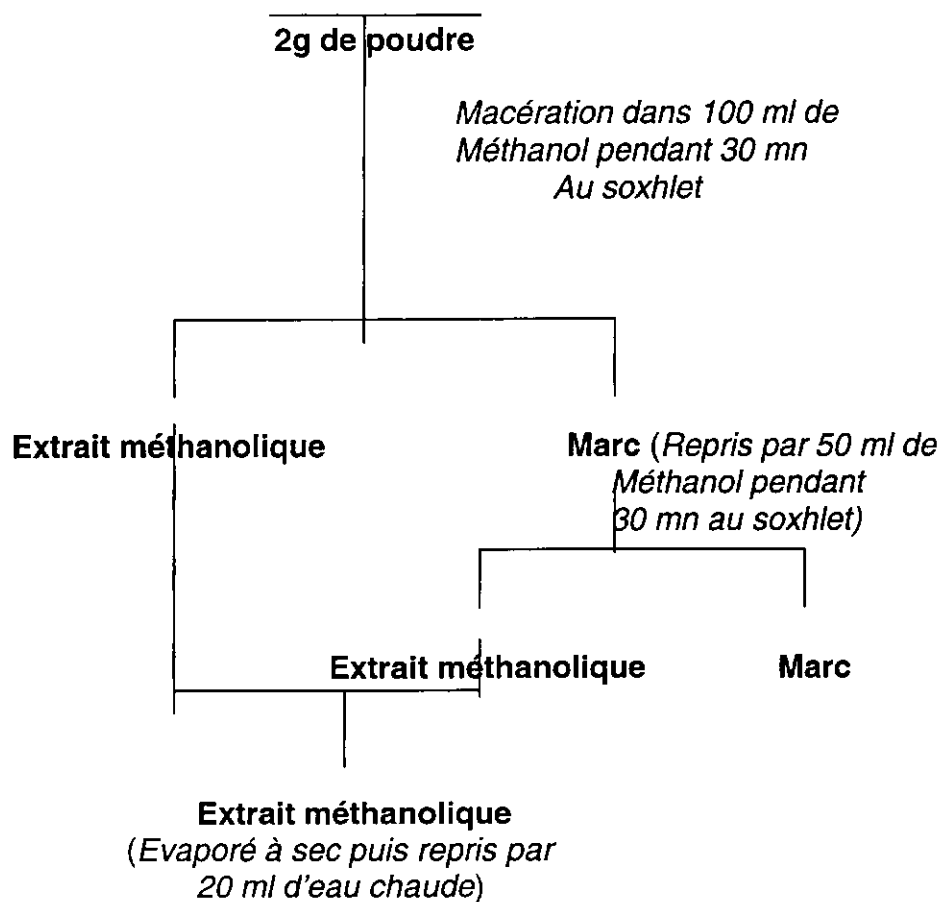 2g de poudre
Macération dans 100 ml de
Méthanol pendant 30 mn
Au soxhlet
Extrait méthanolique
Marc (Repris par 50 ml de
Méthanol pendant
30 mn au soxhlet)
Extrait méthanolique
Marc
Extrait méthanolique
(Evaporé à sec puis repris par
20 ml d'eau chaude)